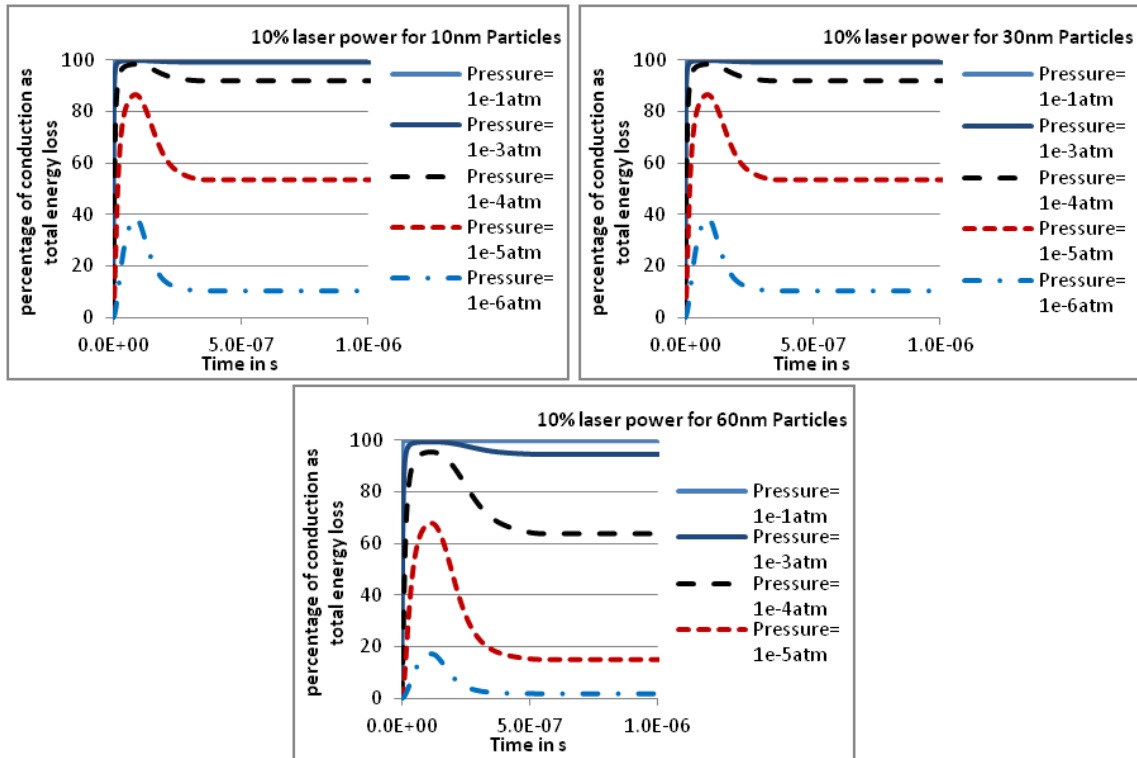 10% laser power for 10nm Particles
percentage of conduction as
total energy loss
100
80
60
40
20
0
0.0E+00
5.0E-07
1.0E-06
Time in s
Pressure=
1e-1atm
Pressure=
1e-3atm
Pressure=
1e-4atm
Pressure=
1e-5atm
Pressure=
1e-6atm
10% laser power for 30nm Particles
percentage of conduction as
total energy loss
100
80
60
40
20
0
0.0E+00
5.0E-07
1.0E-06
Time in s
Pressure=
1e-1atm
Pressure=
1e-3atm
Pressure=
1e-4atm
Pressure=
1e-5atm
Pressure=
1e-6atm
10% laser power for 60nm Particles
percentage of conduction as
total energy loss
100
80
60
40
20
0
0.0E+00
5.0E-07
1.0E-06
Time in s
Pressure=
1e-1atm
Pressure=
1e-3atm
Pressure=
1e-4atm
Pressure=
1e-5atm